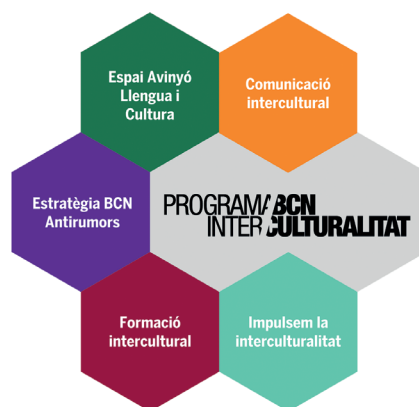 Espai Avinyó
Llengua i
Cultura
Comunicació
intercultural
Estratègia BCN
Antirumors
PROGRAMA BCN
INTERCULTURALITAT
Formació
intercultural
Impulsem la
interculturalitat